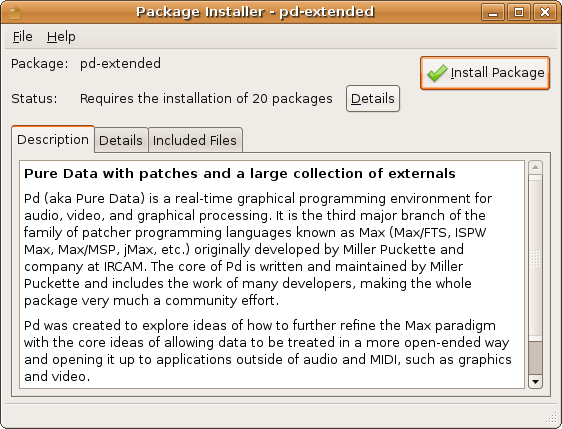 Package Installer - pd-extended
File Help
Package: pd-extended
Install Package
Status: Requires the installation of 20 packages Details
Description Details Included Files
Pure Data with patches and a large collection of externals
Pd (aka Pure Data) is a real-time graphical programming environment for
audio, video, and graphical processing. It is the third major branch of the
family of patcher programming languages known as Max (Max/FTS, ISPW
Max, Max/MSP, jMax, etc.) originally developed by Miller Puckette and
company at IRCAM. The core of Pd is written and maintained by Miller
Puckette and includes the work of many developers, making the whole
package very much a community effort.
Pd was created to explore ideas of how to further refine the Max paradigm
with the core ideas of allowing data to be treated in a more open-ended way
and opening it up to applications outside of audio and MIDI, such as graphics
and video.